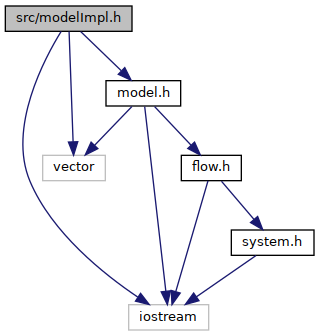 src/modelImpl.h
model.h
vector
flow.h
system.h
iostream